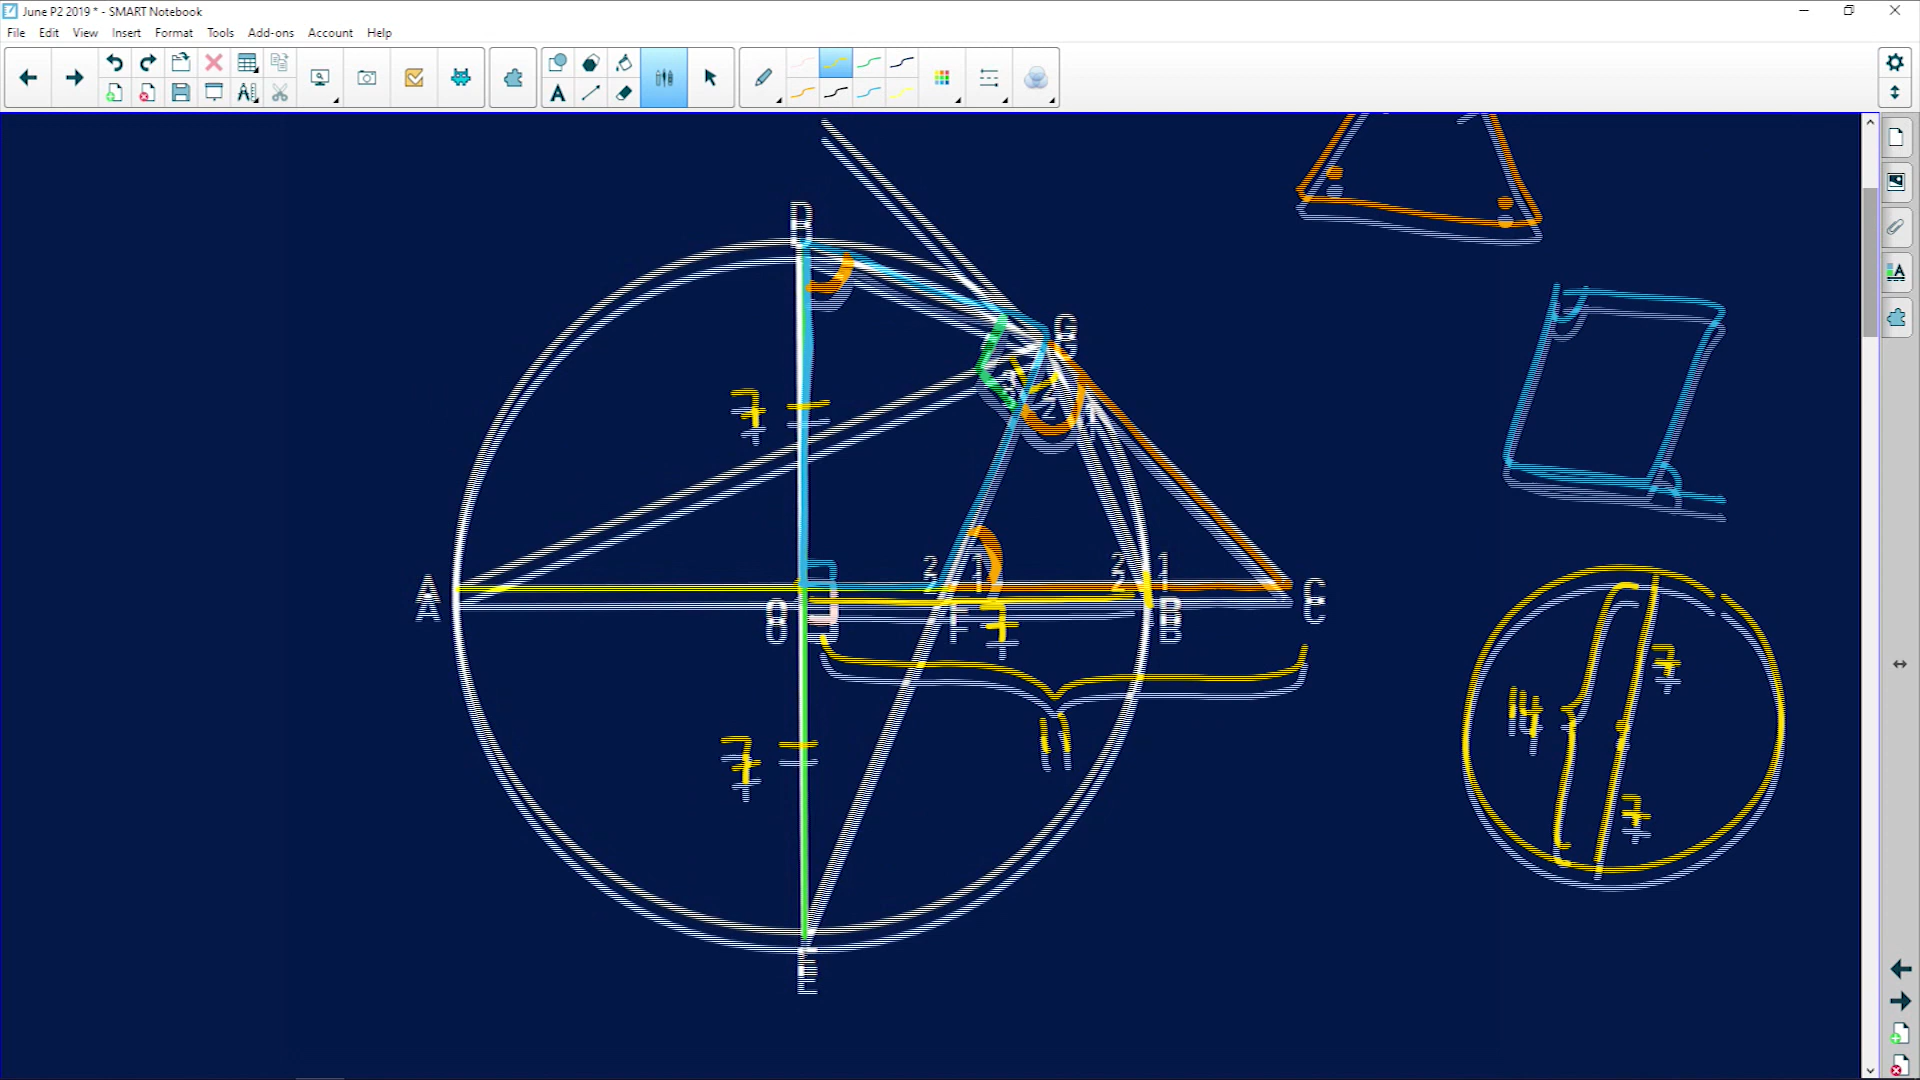 June P2 2019 * - SMART Notebook
File Edit View Insert Format Tools Add-ons Account Help
D
G
7
2
A
2 1 2 1
O F 7 B C
7
11
E
14
7
7